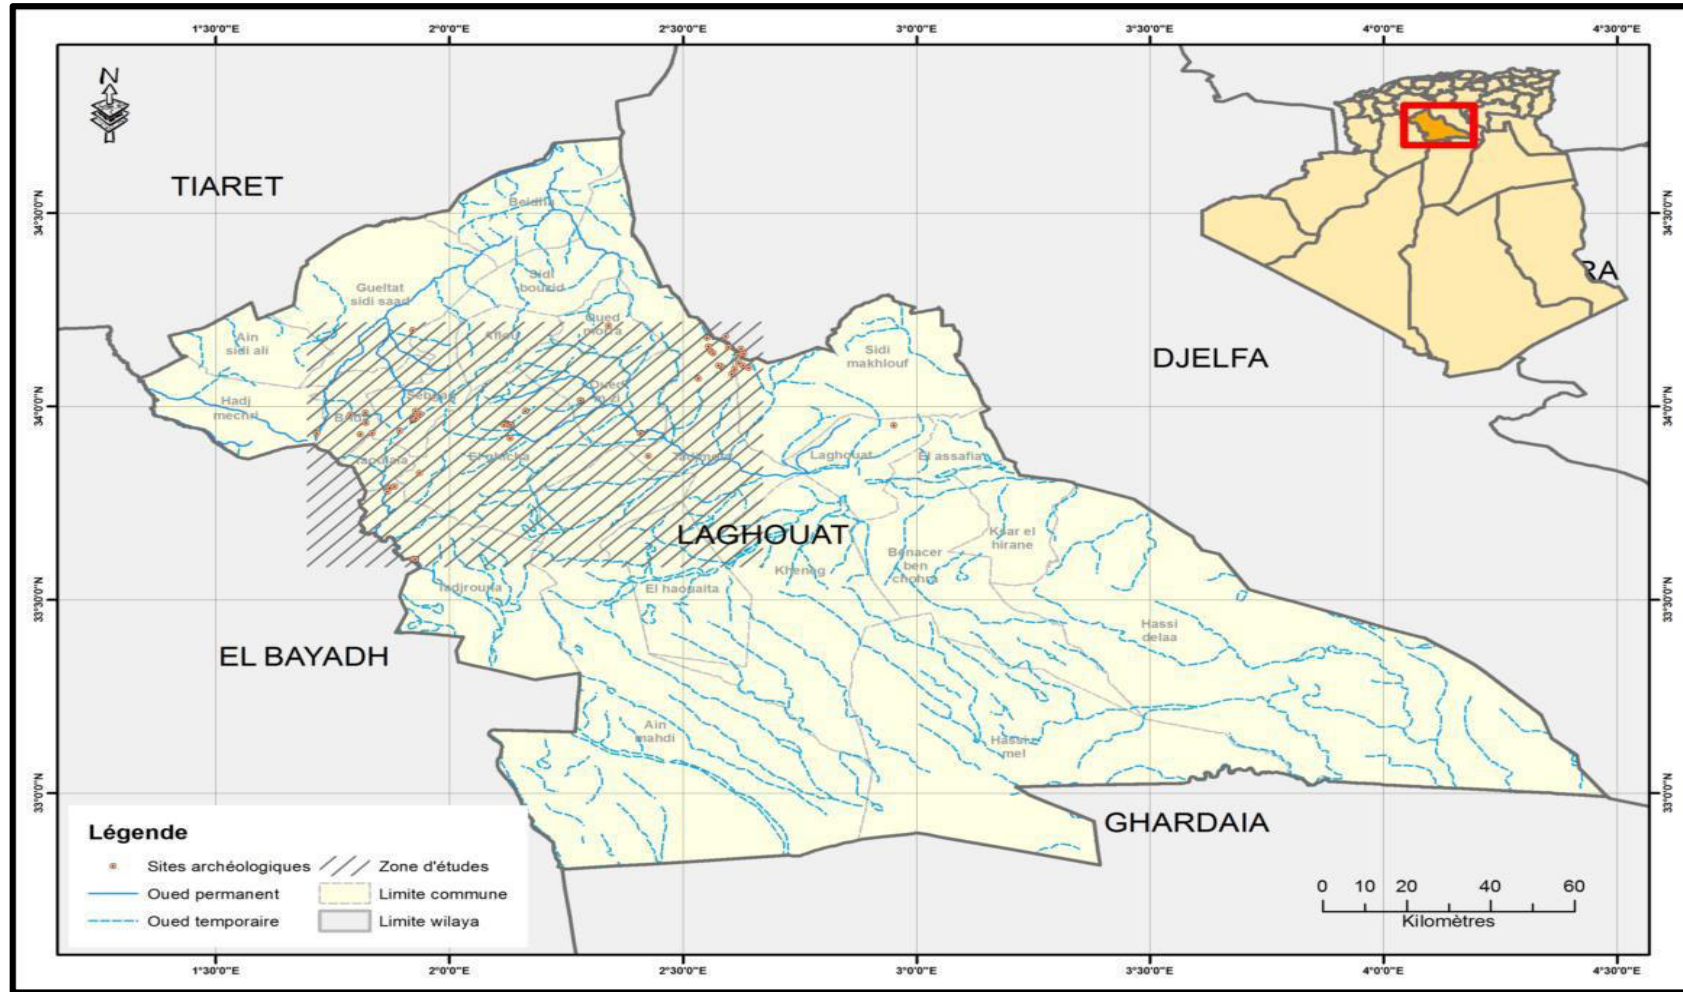 1°30'0"E 2°0'0"E 2°30'0"E 3°0'0"E 3°30'0"E 4°0'0"E 4°30'0"E
N
TIARET
34°30'0"N
34°30'0"N
Beidha
RA
Sidi
bouzid
Gueltat
sidi saad
Oued
morra
Aflou
Ain
sidi ali
Sidi
makhlouf
DJELFA
Oued
m'zi
Sebgag
Hadj
mechri
34°0'0"N
34°0'0"N
Laghouat
El assafia
El ghicha
Taouiala
Tadjmout
LAGHOUAT
Ksar el
hirane
Benacer
ben
chohra
Kheneg
Tadjrouna
El haouaita
33°30'0"N
33°30'0"N
Hassi
delaa
EL BAYADH
Ain
mahdi
Hassi r
mel
33°0'0"N
33°0'0"N
GHARDAIA
Légende
Sites archéologiques
Zone d'études
Oued permanent
Limite commune
Oued temporaire
Limite wilaya
0 10 20 40 60
Kilomètres
1°30'0"E 2°0'0"E 2°30'0"E 3°0'0"E 3°30'0"E 4°0'0"E 4°30'0"E